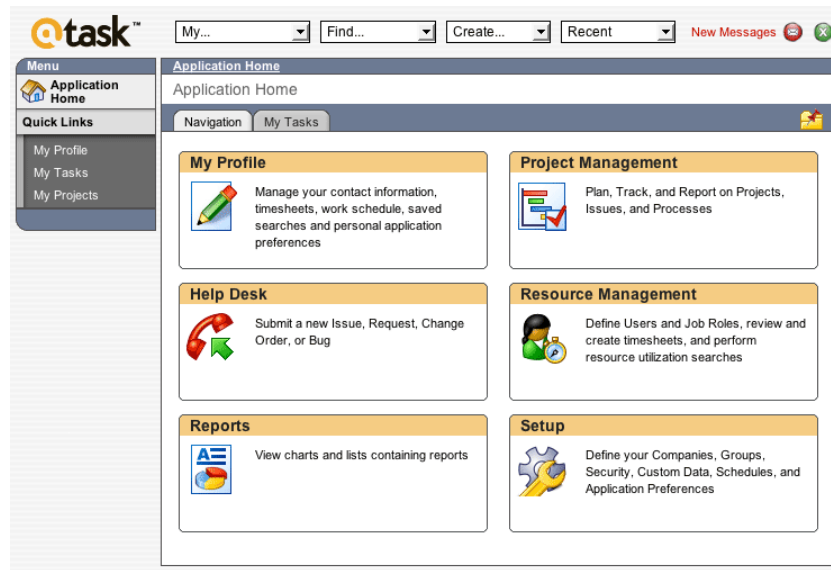 @task™
My...
Find...
Create...
Recent
New Messages
Menu
Application
Home
Quick Links
My Profile
My Tasks
My Projects
Application Home
Application Home
Navigation
My Tasks
My Profile
Manage your contact information,
timesheets, work schedule, saved
searches and personal application
preferences
Project Management
Plan, Track, and Report on Projects,
Issues, and Processes
Help Desk
Submit a new Issue, Request, Change
Order, or Bug
Resource Management
Define Users and Job Roles, review and
create timesheets, and perform
resource utilization searches
Reports
View charts and lists containing reports
Setup
Define your Companies, Groups,
Security, Custom Data, Schedules, and
Application Preferences